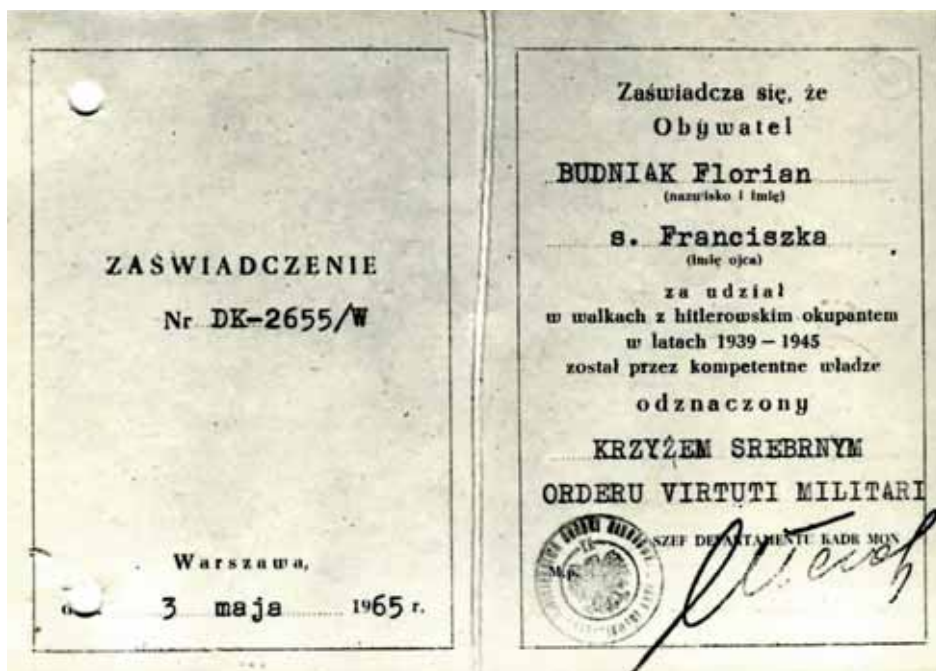 ZAŚWIADCZENIE
Nr DK-2655/W
Warszawa,
3 maja 1965 r.
Zaświadcza się, że
Obywatel
BUDNIAK Florian
(nazwisko i imię)
s. Franciszka
(imię ojca)
za udział
w walkach z hitlerowskim okupantem
w latach 1939 — 1945
został przez kompetentne władze
odznaczony
KRZYŻEM SREBRNYM
ORDERU VIRTUTI MILITARI
SZEF DEPARTAMENTU KADR MON